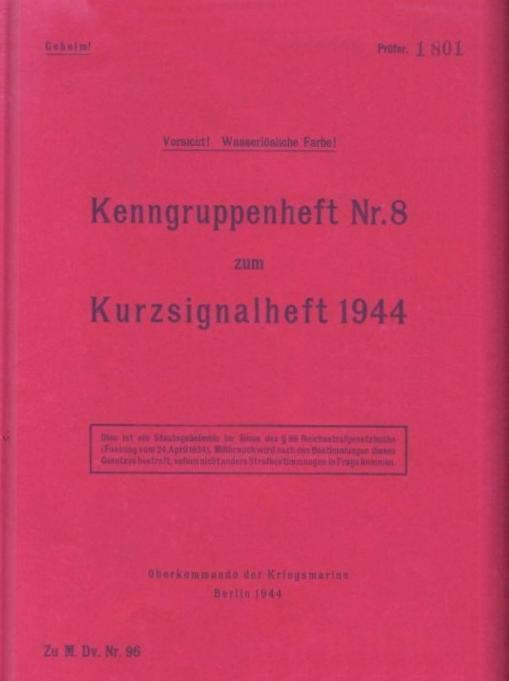 Geheim!
Prüfnr. 1801
Vorsicht! Wasserlösliche Farbe!
Kenngruppenheft Nr. 8
zum
Kurzsignalheft 1944
Dies ist ein Staatsgeheimnis im Sinne des § 88 Reichsstrafgesetzbuchs
(Fassung vom 24. April 1934). Mißbrauch wird nach den Bestimmungen dieses
Gesetzes bestraft, sofern nicht andere Strafbestimmungen in Frage kommen.
Oberkommando der Kriegsmarine
Berlin 1944
Zu M. Dv. Nr. 96